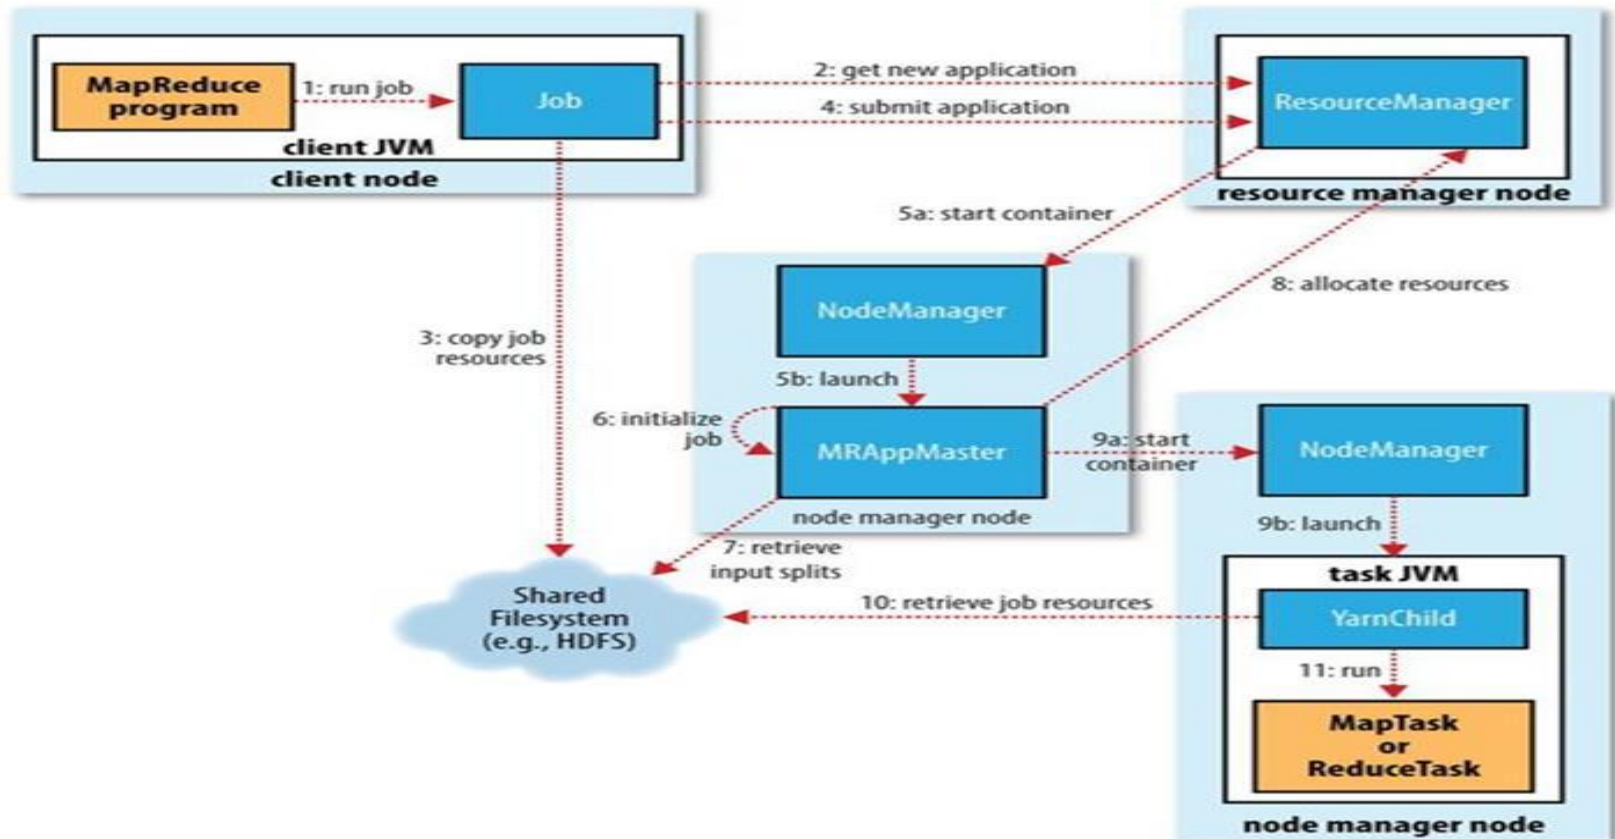 MapReduce
program
1: run job
Job
client JVM
client node
2: get new application
4: submit application
ResourceManager
resource manager node
5a: start container
8: allocate resources
3: copy job
resources
NodeManager
5b: launch
6: initialize
job
MRAppMaster
node manager node
9a: start
container
NodeManager
9b: launch
7: retrieve
input splits
Shared
Filesystem
(e.g., HDFS)
10: retrieve job resources
task JVM
YarnChild
11: run
MapTask
or
ReduceTask
node manager node